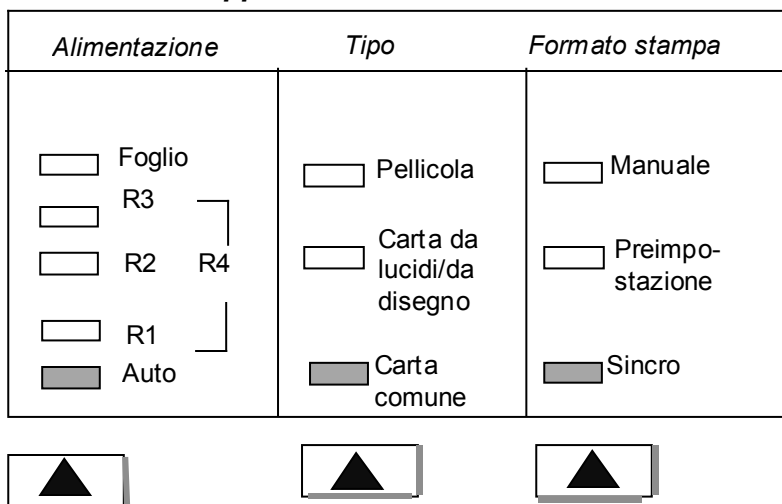 Alimentazione
Tipo
Formato stampa
Foglio
R3
R2
R4
R1
Auto
Pellicola
Carta da
lucidi/da
disegno
Carta
comune
Manuale
Preimpo-
stazione
Sincro